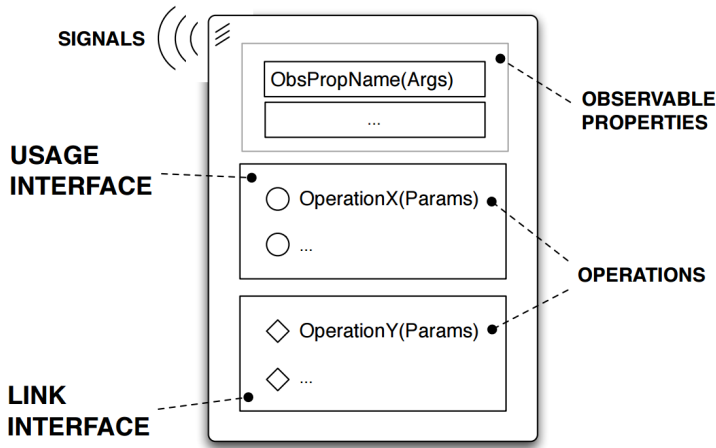 SIGNALS
ObsPropName(Args)
...
OBSERVABLE
PROPERTIES
USAGE
INTERFACE
OperationX(Params)
...
OPERATIONS
OperationY(Params)
...
LINK
INTERFACE